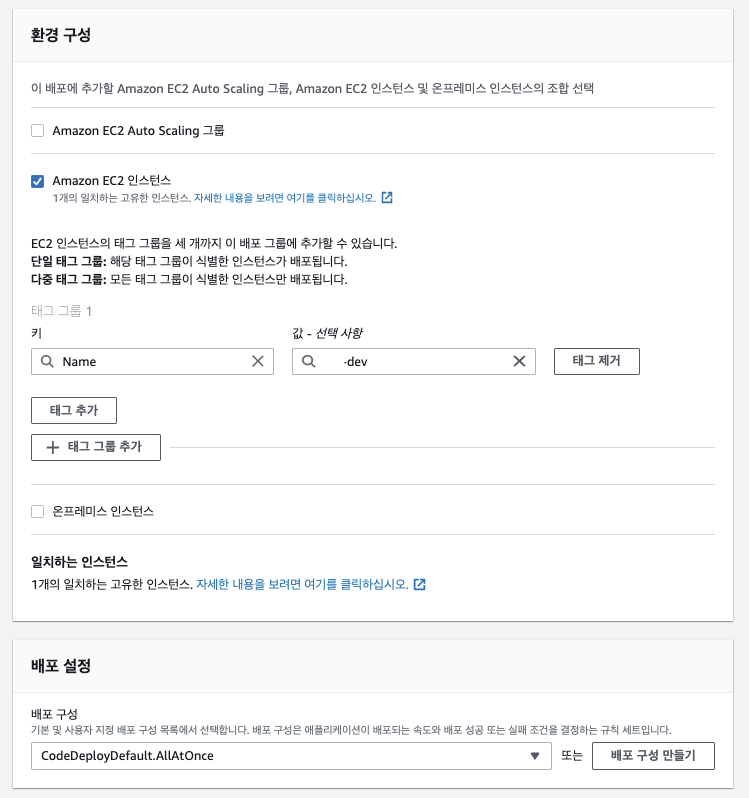 환경 구성
이 배포에 추가할 Amazon EC2 Auto Scaling 그룹, Amazon EC2 인스턴스 및 온프레미스 인스턴스의 조합 선택
Amazon EC2 Auto Scaling 그룹
Amazon EC2 인스턴스
1개의 일치하는 고유한 인스턴스. 자세한 내용을 보려면 여기를 클릭하십시오.
EC2 인스턴스의 태그 그룹을 세 개까지 이 배포 그룹에 추가할 수 있습니다.
단일 태그 그룹: 해당 태그 그룹이 식별한 인스턴스가 배포됩니다.
다중 태그 그룹: 모든 태그 그룹이 식별한 인스턴스만 배포됩니다.
태그 그룹 1
키 값 - 선택 사항
Name -dev 태그 제거
태그 추가
태그 그룹 추가
온프레미스 인스턴스
일치하는 인스턴스
1개의 일치하는 고유한 인스턴스. 자세한 내용을 보려면 여기를 클릭하십시오.
배포 설정
배포 구성
기본 및 사용자 지정 배포 구성 목록에서 선택합니다. 배포 구성은 애플리케이션이 배포되는 속도와 배포 성공 또는 실패 조건을 결정하는 규칙 세트입니다.
CodeDeployDefault.AllAtOnce 또는 배포 구성 만들기